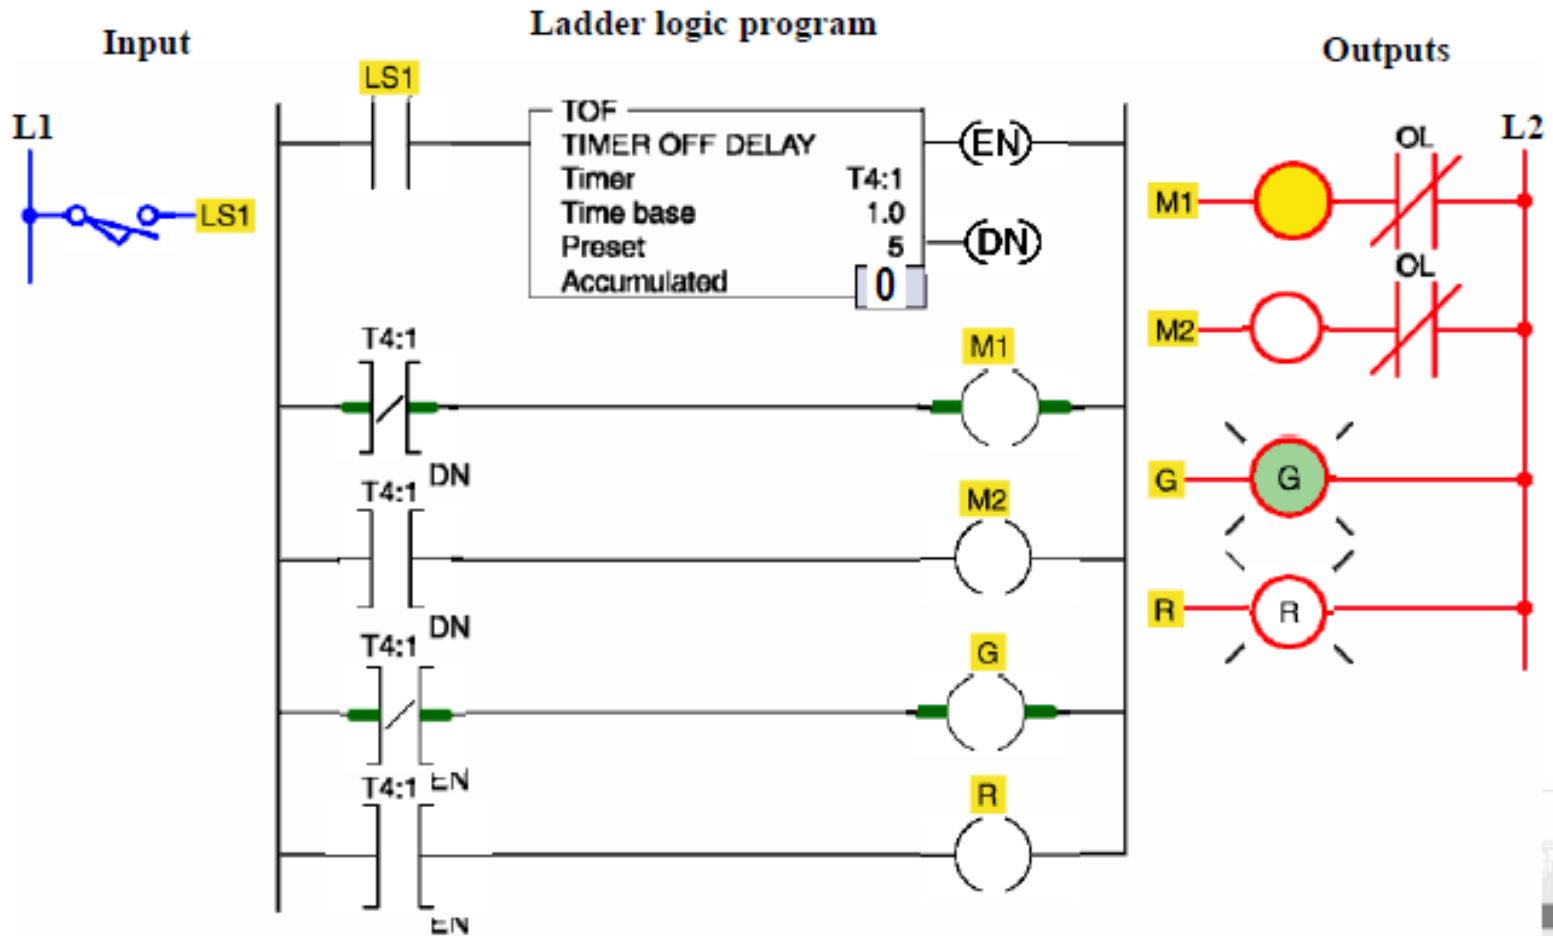 Input
Ladder logic program
Outputs
L1
LS1
LS1
TOF
TIMER OFF DELAY
Timer T4:1
Time base 1.0
Preset 5
Accumulated 0
(EN)
(DN)
T4:1
DN
M1
T4:1
DN
M2
T4:1
EN
G
T4:1
EN
R
L2
M1 OL
M2 OL
G G
R R